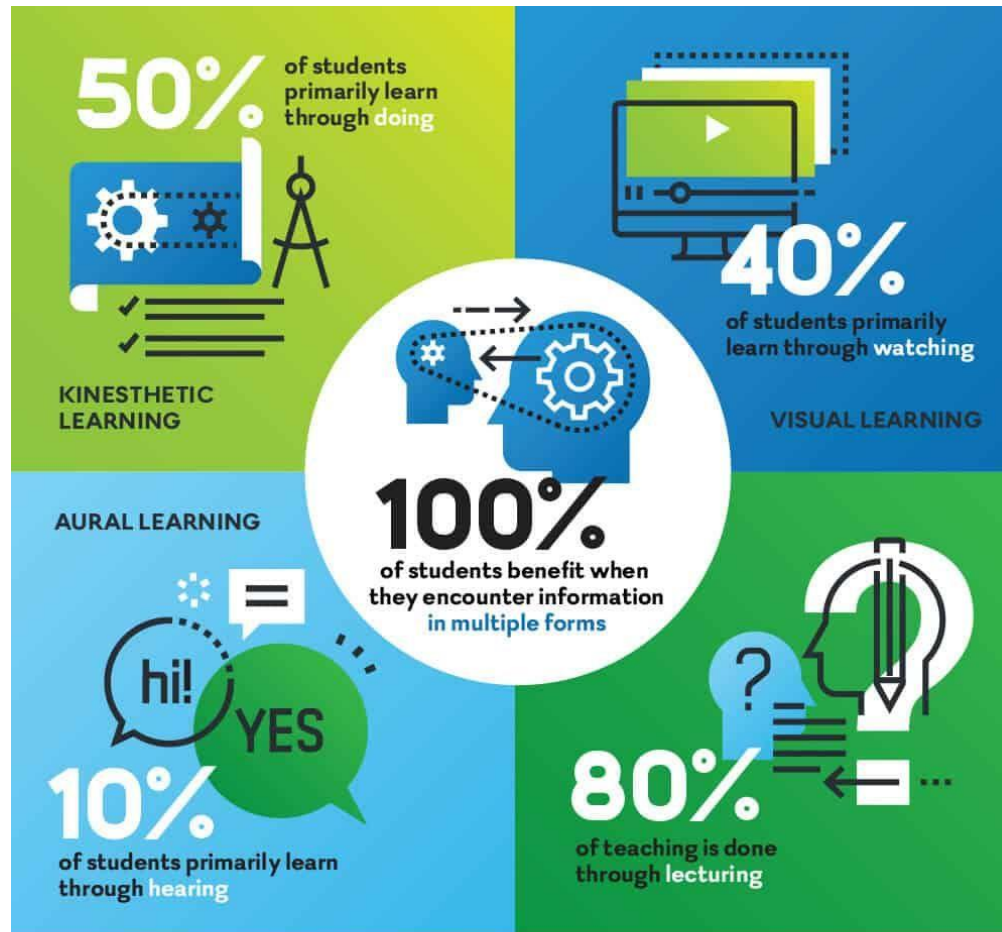 50%
of students
primarily learn
through doing
KINESTHETIC
LEARNING
40%
of students primarily
learn through watching
VISUAL LEARNING
100%
of students benefit when
they encounter information
in multiple forms
AURAL LEARNING
hi!
YES
10%
of students primarily learn
through hearing
?
80%
of teaching is done
through lecturing